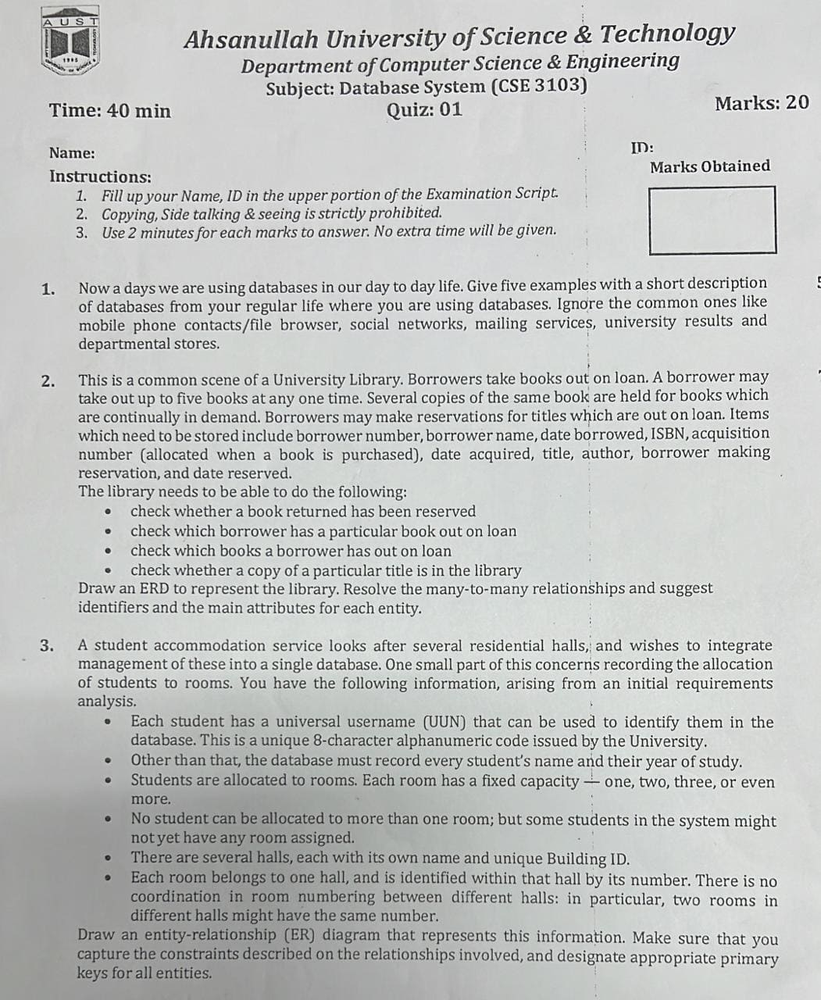 A U S T
1995
Ahsanullah University of Science & Technology
Department of Computer Science & Engineering
Subject: Database System (CSE 3103)
Time: 40 min
Quiz: 01
Marks: 20
Name:
ID:
Marks Obtained
Instructions:
1. Fill up your Name, ID in the upper portion of the Examination Script.
2. Copying, Side talking & seeing is strictly prohibited.
3. Use 2 minutes for each marks to answer. No extra time will be given.
1. Now a days we are using databases in our day to day life. Give five examples with a short description
of databases from your regular life where you are using databases. Ignore the common ones like
mobile phone contacts/file browser, social networks, mailing services, university results and
departmental stores.
2. This is a common scene of a University Library. Borrowers take books out on loan. A borrower may
take out up to five books at any one time. Several copies of the same book are held for books which
are continually in demand. Borrowers may make reservations for titles which are out on loan. Items
which need to be stored include borrower number, borrower name, date borrowed, ISBN, acquisition
number (allocated when a book is purchased), date acquired, title, author, borrower making
reservation, and date reserved.
The library needs to be able to do the following:
• check whether a book returned has been reserved
• check which borrower has a particular book out on loan
• check which books a borrower has out on loan
• check whether a copy of a particular title is in the library
Draw an ERD to represent the library. Resolve the many-to-many relationships and suggest
identifiers and the main attributes for each entity.
3. A student accommodation service looks after several residential halls, and wishes to integrate
management of these into a single database. One small part of this concerns recording the allocation
of students to rooms. You have the following information, arising from an initial requirements
analysis.
• Each student has a universal username (UUN) that can be used to identify them in the
database. This is a unique 8-character alphanumeric code issued by the University.
• Other than that, the database must record every student's name and their year of study.
• Students are allocated to rooms. Each room has a fixed capacity — one, two, three, or even
more.
• No student can be allocated to more than one room; but some students in the system might
not yet have any room assigned.
• There are several halls, each with its own name and unique Building ID.
• Each room belongs to one hall, and is identified within that hall by its number. There is no
coordination in room numbering between different halls: in particular, two rooms in
different halls might have the same number.
Draw an entity-relationship (ER) diagram that represents this information. Make sure that you
capture the constraints described on the relationships involved, and designate appropriate primary
keys for all entities.